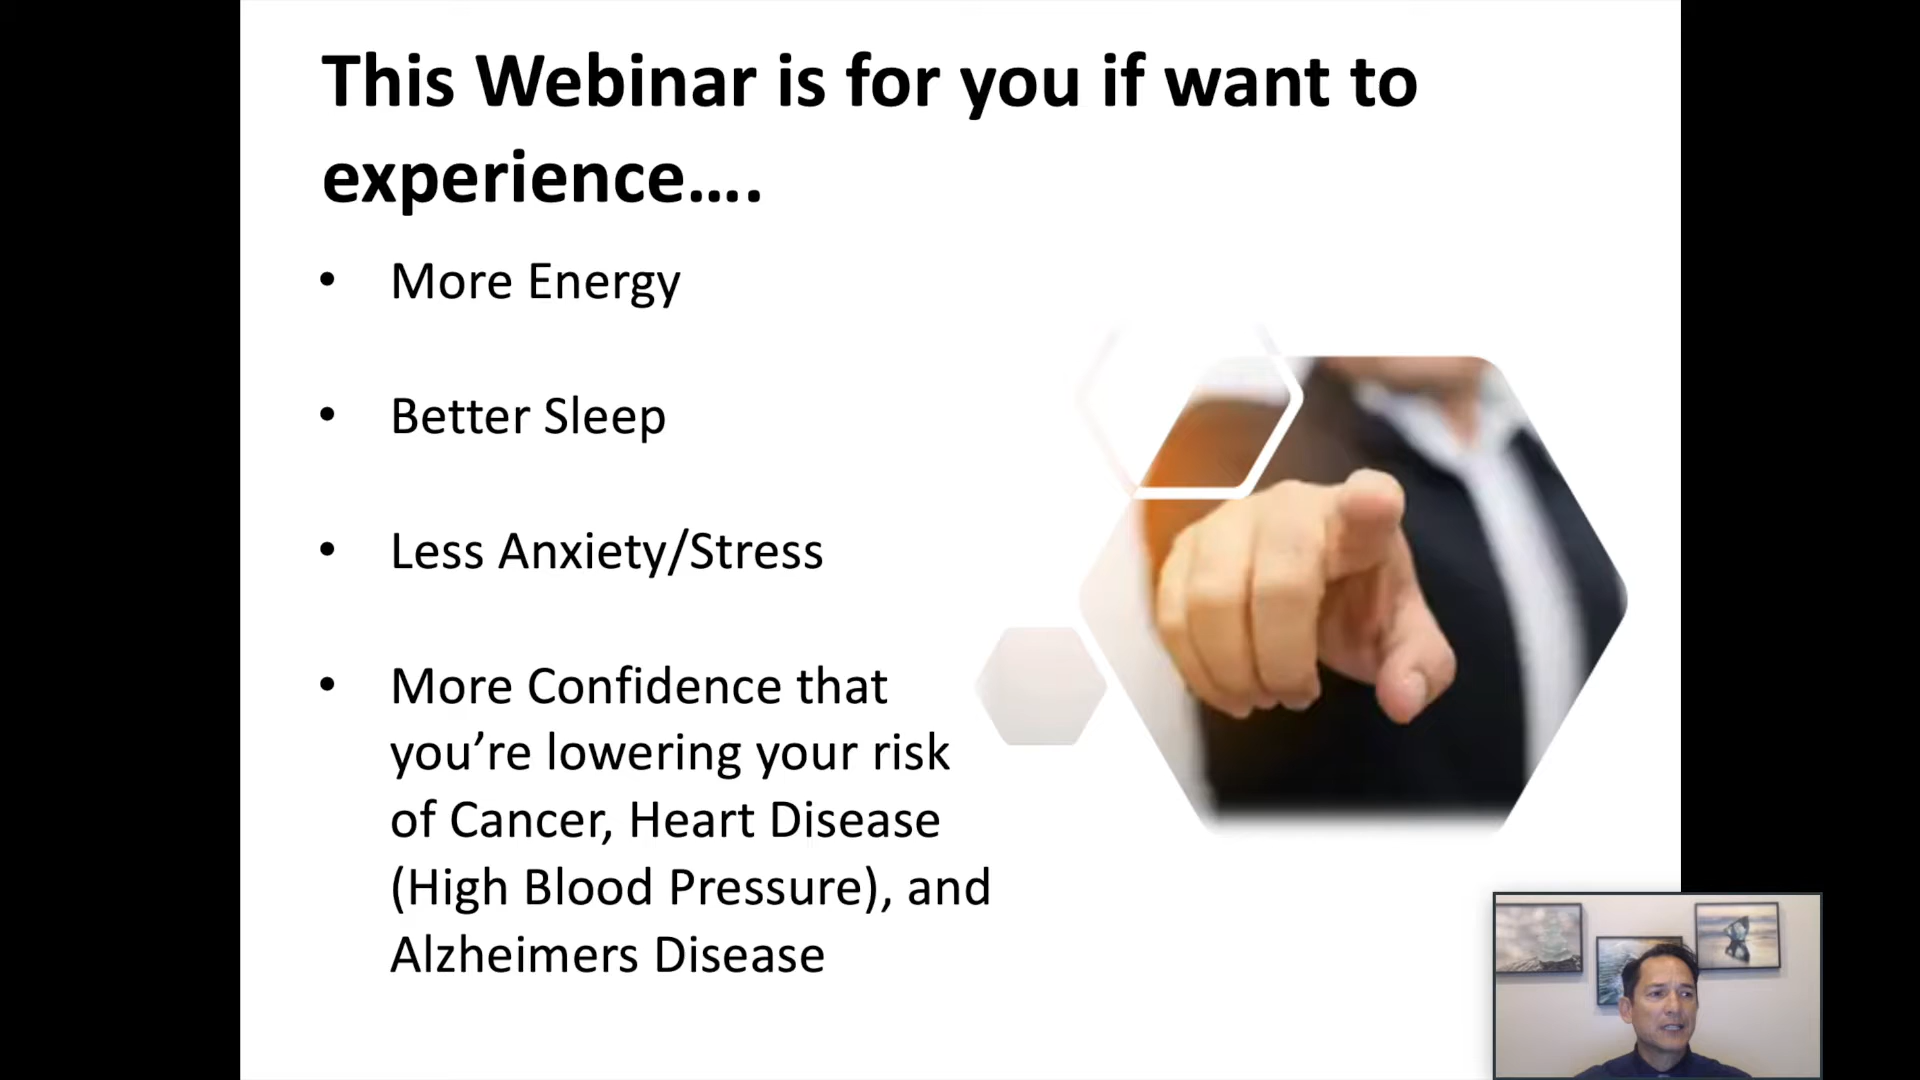 This Webinar is for you if want to
experience....
• More Energy
• Better Sleep
• Less Anxiety/Stress
• More Confidence that
you’re lowering your risk
of Cancer, Heart Disease
(High Blood Pressure), and
Alzheimers Disease